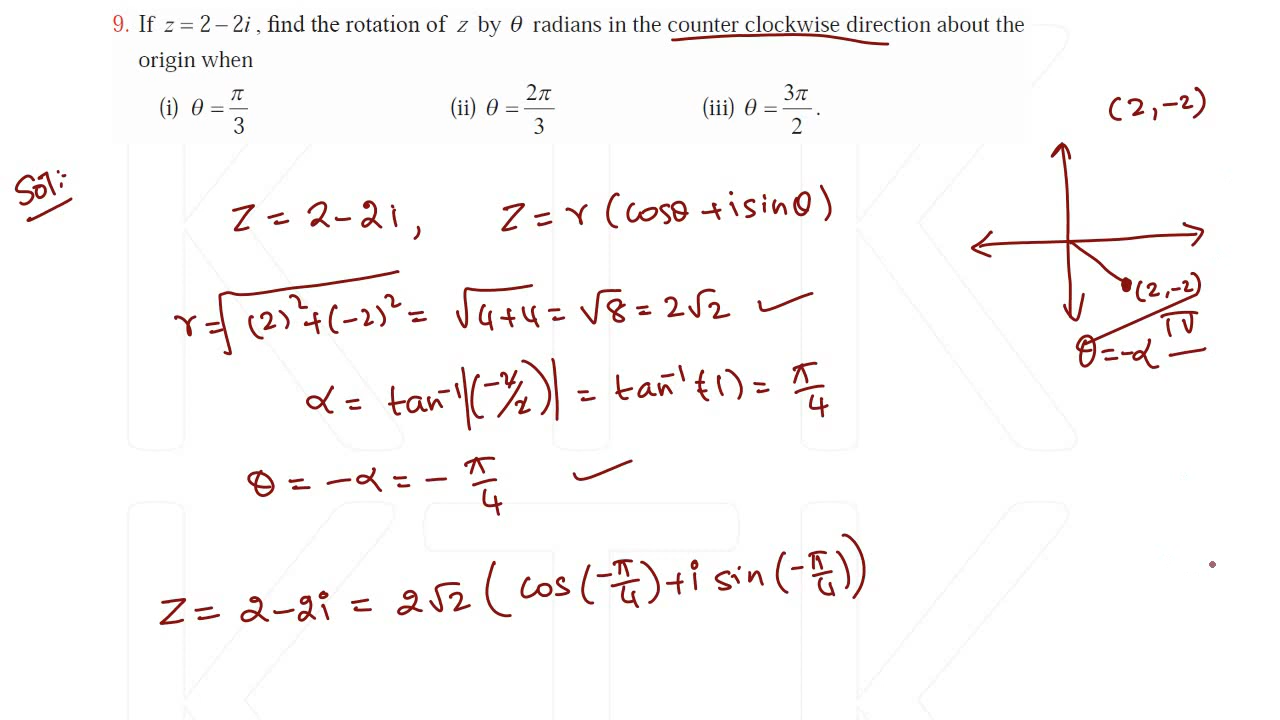 9. If z = 2 − 2i, find the rotation of z by θ radians in the counter clockwise direction about the
origin when
(i) θ = π/3 (ii) θ = 2π/3 (iii) θ = 3π/2.
(2, -2)
Sol:
z = 2 - 2i, z = r (cosθ + i sinθ)
r = √((2)² + (-2)²) = √(4+4) = √8 = 2√2 ✓
(2, -2)
IV
θ = -α
α = tan⁻¹|(-2/2)| = tan⁻¹(1) = π/4
θ = -α = -π/4 ✓
z = 2 - 2i = 2√2 (cos(-π/4) + i sin(-π/4))